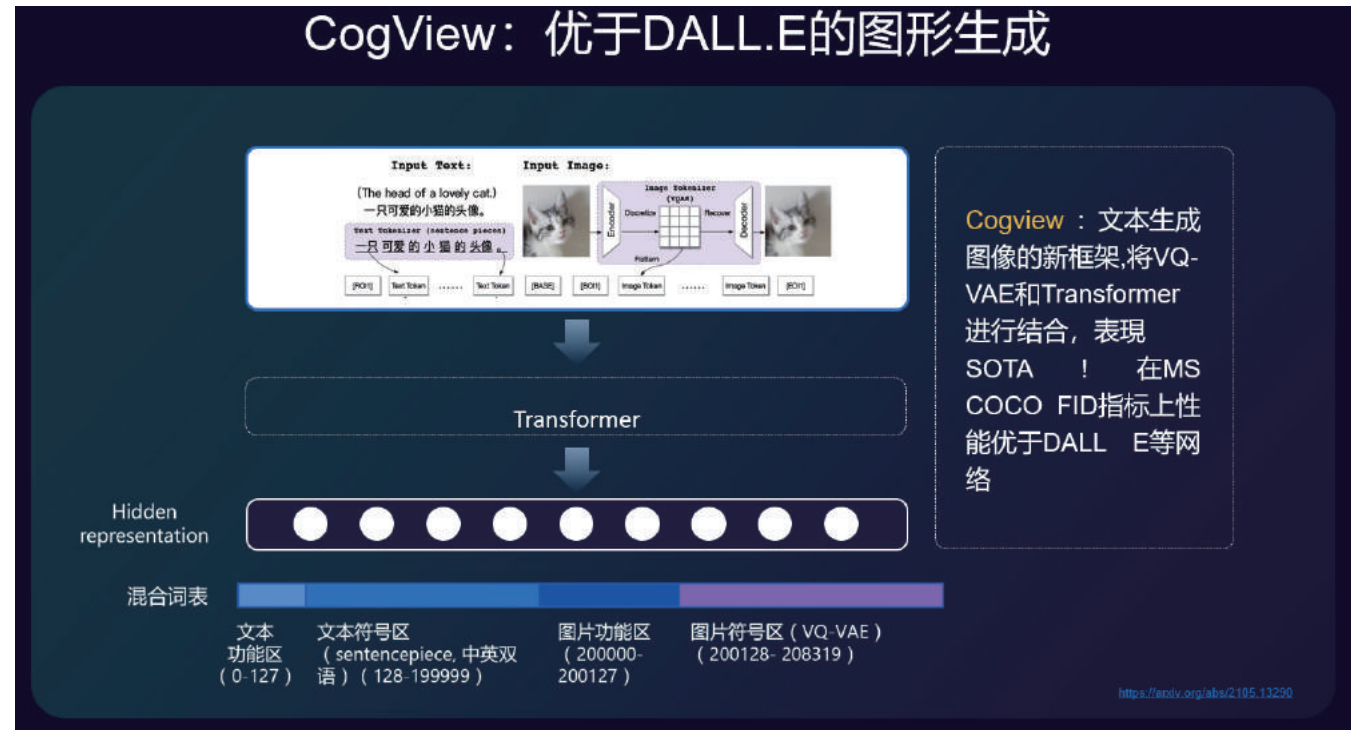 CogView：优于DALL.E的图形生成
Input Text:
Input Image:
(The head of a lovely cat.)
一只可爱的小猫的头像。
Text Tokenizer (sentence pieces)
一只 可爱 的 小 猫 的 头像 。
Image Tokenizer
(VQAE)
Encoder
Discretize
Recover
Decoder
Flatten
[ROI1]
Text Token
......
Text Token
[BASE]
[BOI1]
Image Token
......
Image Token
[EOI1]
Transformer
Hidden
representation
混合词表
文本
功能区
（0-127）
文本符号区
（sentencepiece, 中英双
语）（128-199999）
图片功能区
（200000-
200127）
图片符号区（VQ-VAE）
（200128- 208319）
Cogview ：文本生成
图像的新框架,将VQ-
VAE和Transformer
进行结合，表現
SOTA ！ 在MS
COCO FID指标上性
能优于DALL E等网
络
https://arxiv.org/abs/2105.13290